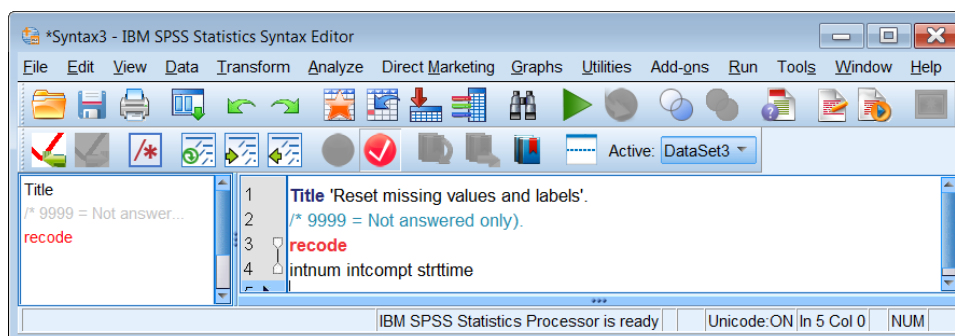 *Syntax3 - IBM SPSS Statistics Syntax Editor
File Edit View Data Transform Analyze Direct Marketing Graphs Utilities Add-ons Run Tools Window Help
Active: DataSet3
Title
/* 9999 = Not answer...
recode
1 Title 'Reset missing values and labels'.
2 /* 9999 = Not answered only).
3 recode
4 intnum intcompt strttime
5
IBM SPSS Statistics Processor is ready Unicode:ON In 5 Col 0 NUM